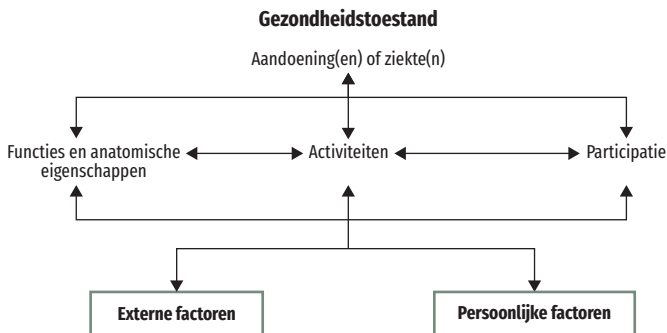 Gezondheidstoestand
Aandoening(en) of ziekte(n)
Functies en anatomische
eigenschappen
Activiteiten
Participatie
Externe factoren
Persoonlijke factoren